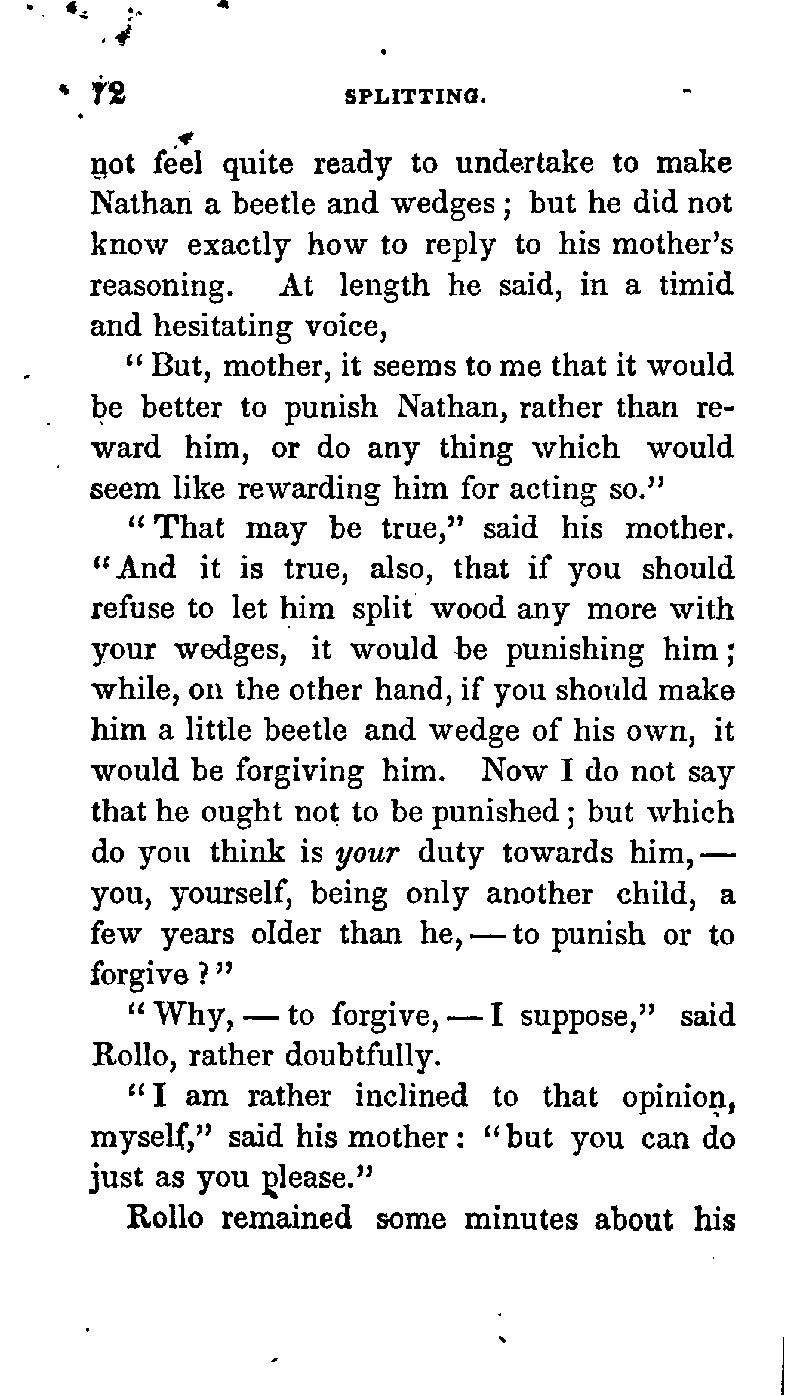 72 SPLITTING.
not feel quite ready to undertake to make
Nathan a beetle and wedges; but he did not
know exactly how to reply to his mother's
reasoning. At length he said, in a timid
and hesitating voice,
"But, mother, it seems to me that it would
be better to punish Nathan, rather than re-
ward him, or do any thing which would
seem like rewarding him for acting so."
"That may be true," said his mother.
"And it is true, also, that if you should
refuse to let him split wood any more with
your wedges, it would be punishing him;
while, on the other hand, if you should make
him a little beetle and wedge of his own, it
would be forgiving him. Now I do not say
that he ought not to be punished; but which
do you think is your duty towards him,—
you, yourself, being only another child, a
few years older than he,—to punish or to
forgive?"
"Why,—to forgive,—I suppose," said
Rollo, rather doubtfully.
"I am rather inclined to that opinion,
myself," said his mother: "but you can do
just as you please."
Rollo remained some minutes about his